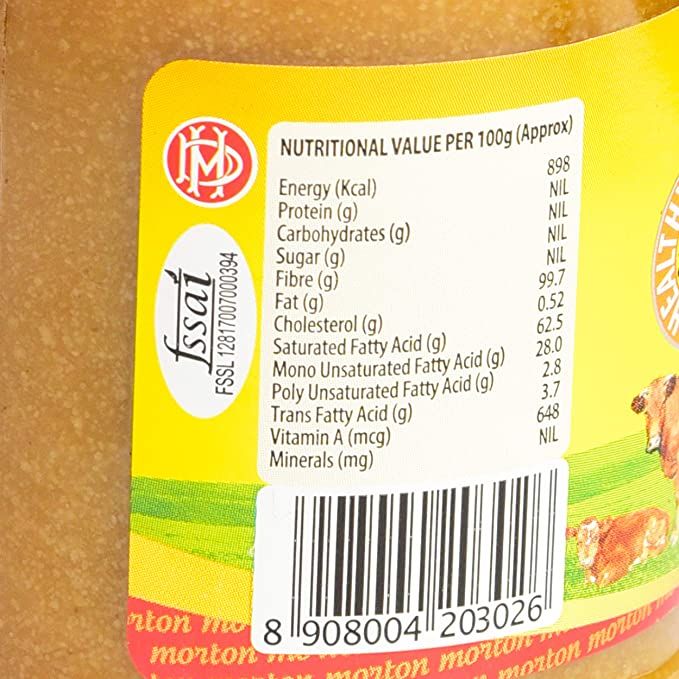 NUTRITIONAL VALUE PER 100g (Approx)
Energy (Kcal) 898
Protein (g) NIL
Carbohydrates (g) NIL
Sugar (g) NIL
Fibre (g) NIL
Fat (g) 99.7
Cholesterol (g) 0.52
Saturated Fatty Acid (g) 62.5
Mono Unsaturated Fatty Acid (g) 28.0
Poly Unsaturated Fatty Acid (g) 2.8
Trans Fatty Acid (g) 3.7
Vitamin A (mcg) 648
Minerals (mg) NIL
fssai
FSSL 12817007000394
HEALTH
8 908004 203026
morton morton morton morton